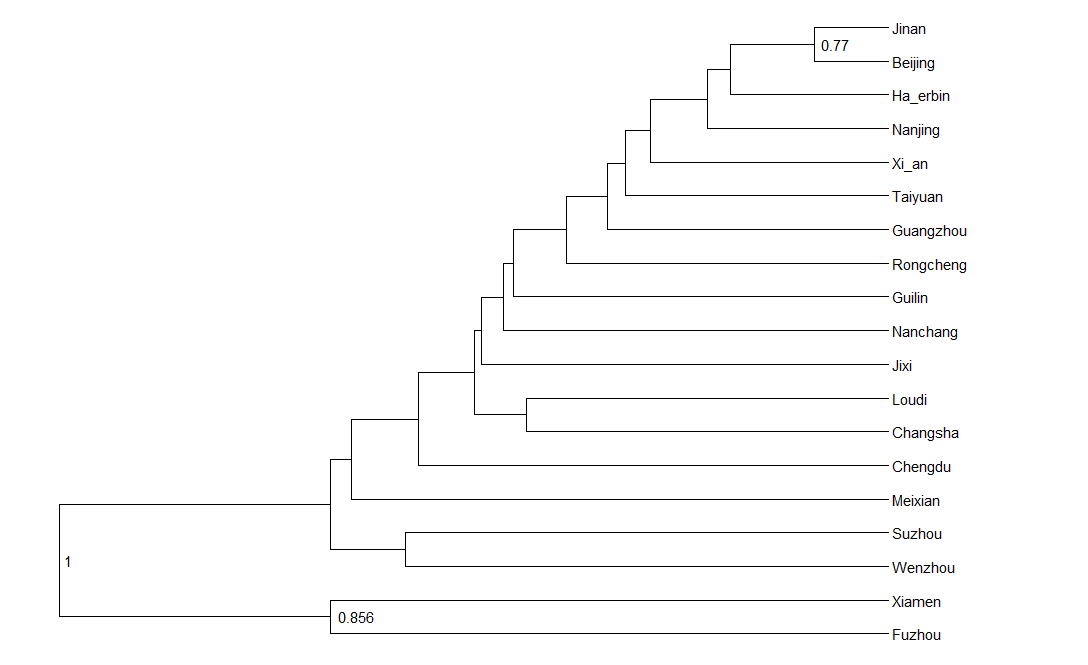 Jinan
0.77
Beijing
Ha_erbin
Nanjing
Xi_an
Taiyuan
Guangzhou
Rongcheng
Guilin
Nanchang
Jixi
Loudi
Changsha
Chengdu
Meixian
Suzhou
1
Wenzhou
Xiamen
0.856
Fuzhou